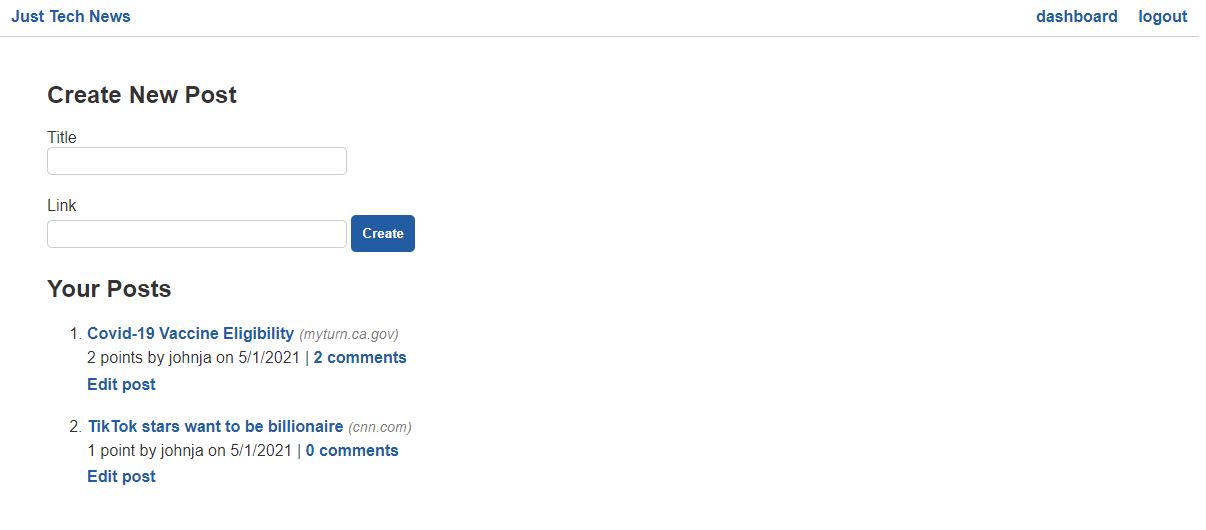 Just Tech News dashboard logout
Create New Post
Title
Link
Create
Your Posts
1. Covid-19 Vaccine Eligibility (myturn.ca.gov)
2 points by johnja on 5/1/2021 | 2 comments
Edit post
2. TikTok stars want to be billionaire (cnn.com)
1 point by johnja on 5/1/2021 | 0 comments
Edit post